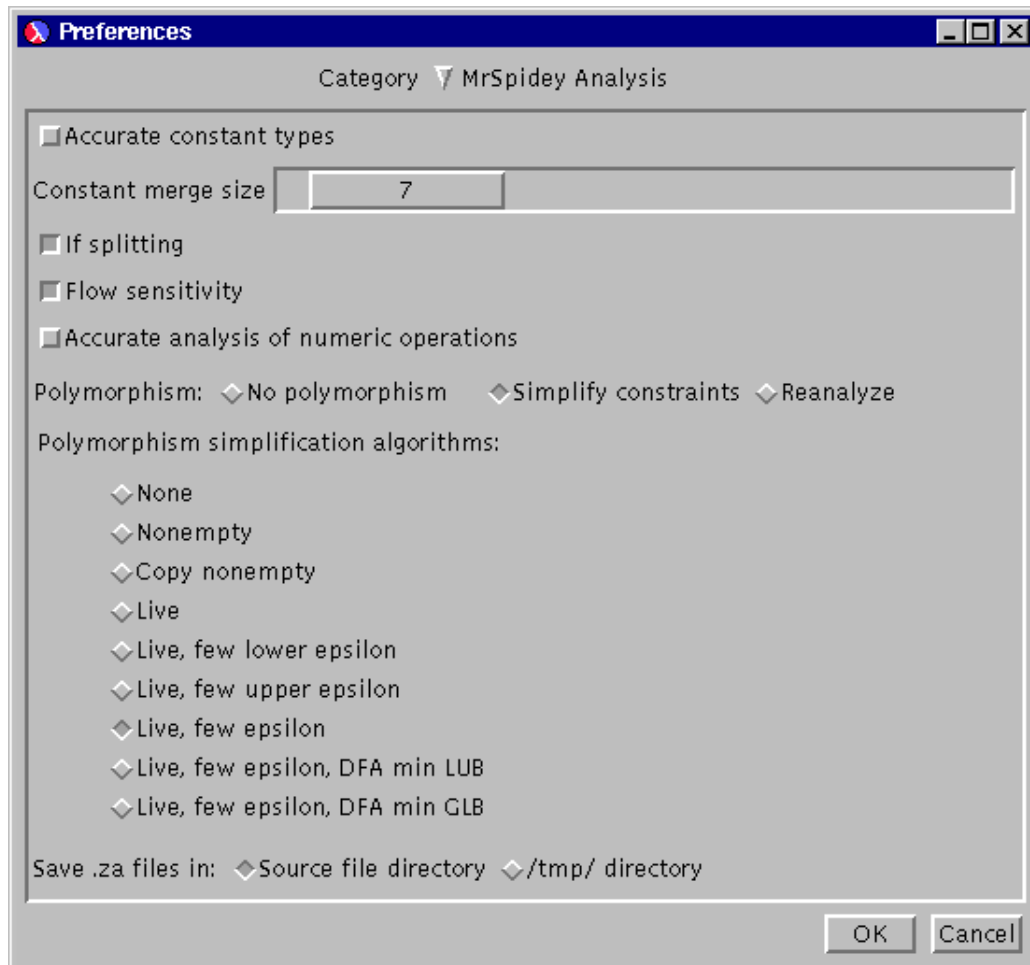 Preferences
Category MrSpidey Analysis
Accurate constant types
Constant merge size 7
If splitting
Flow sensitivity
Accurate analysis of numeric operations
Polymorphism: No polymorphism Simplify constraints Reanalyze
Polymorphism simplification algorithms:
None
Nonempty
Copy nonempty
Live
Live, few lower epsilon
Live, few upper epsilon
Live, few epsilon
Live, few epsilon, DFA min LUB
Live, few epsilon, DFA min GLB
Save .za files in: Source file directory /tmp/ directory
OK Cancel